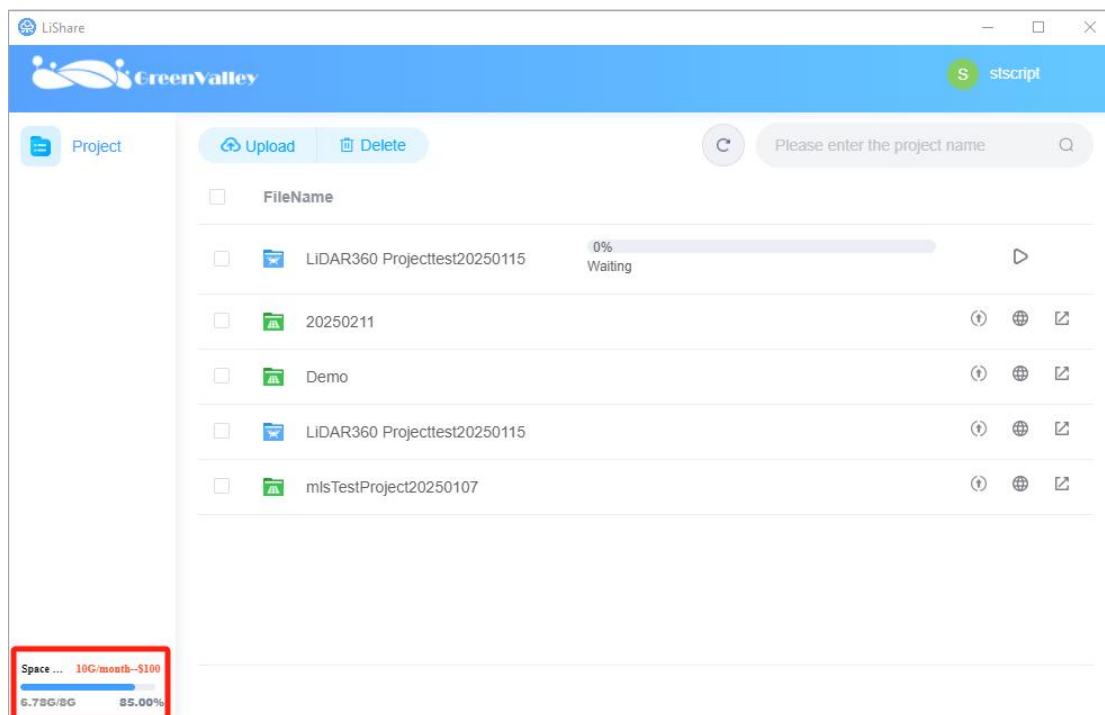 LiShare
GreenValley
S stscript
Project
Upload Delete
Please enter the project name
FileName
LiDAR360 Projecttest20250115
0%
Waiting
20250211
Demo
LiDAR360 Projecttest20250115
mlsTestProject20250107
Space ... 10G/month--$100
6.78G/8G 85.00%